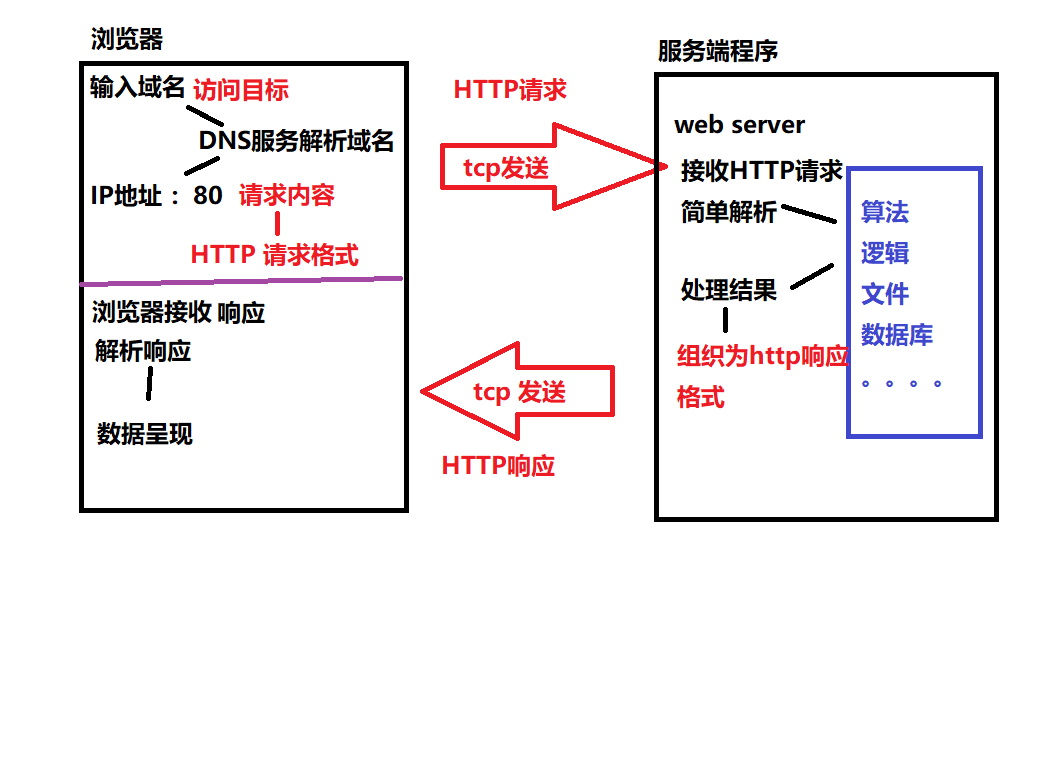 浏览器
输入域名 访问目标
DNS服务解析域名
IP地址： 80 请求内容
HTTP 请求格式
浏览器接收 响应
解析响应
数据呈现
HTTP请求
tcp发送
tcp 发送
HTTP响应
服务端程序
web server
接收HTTP请求
简单解析
处理结果
组织为http响应
格式
算法
逻辑
文件
数据库
。。。。